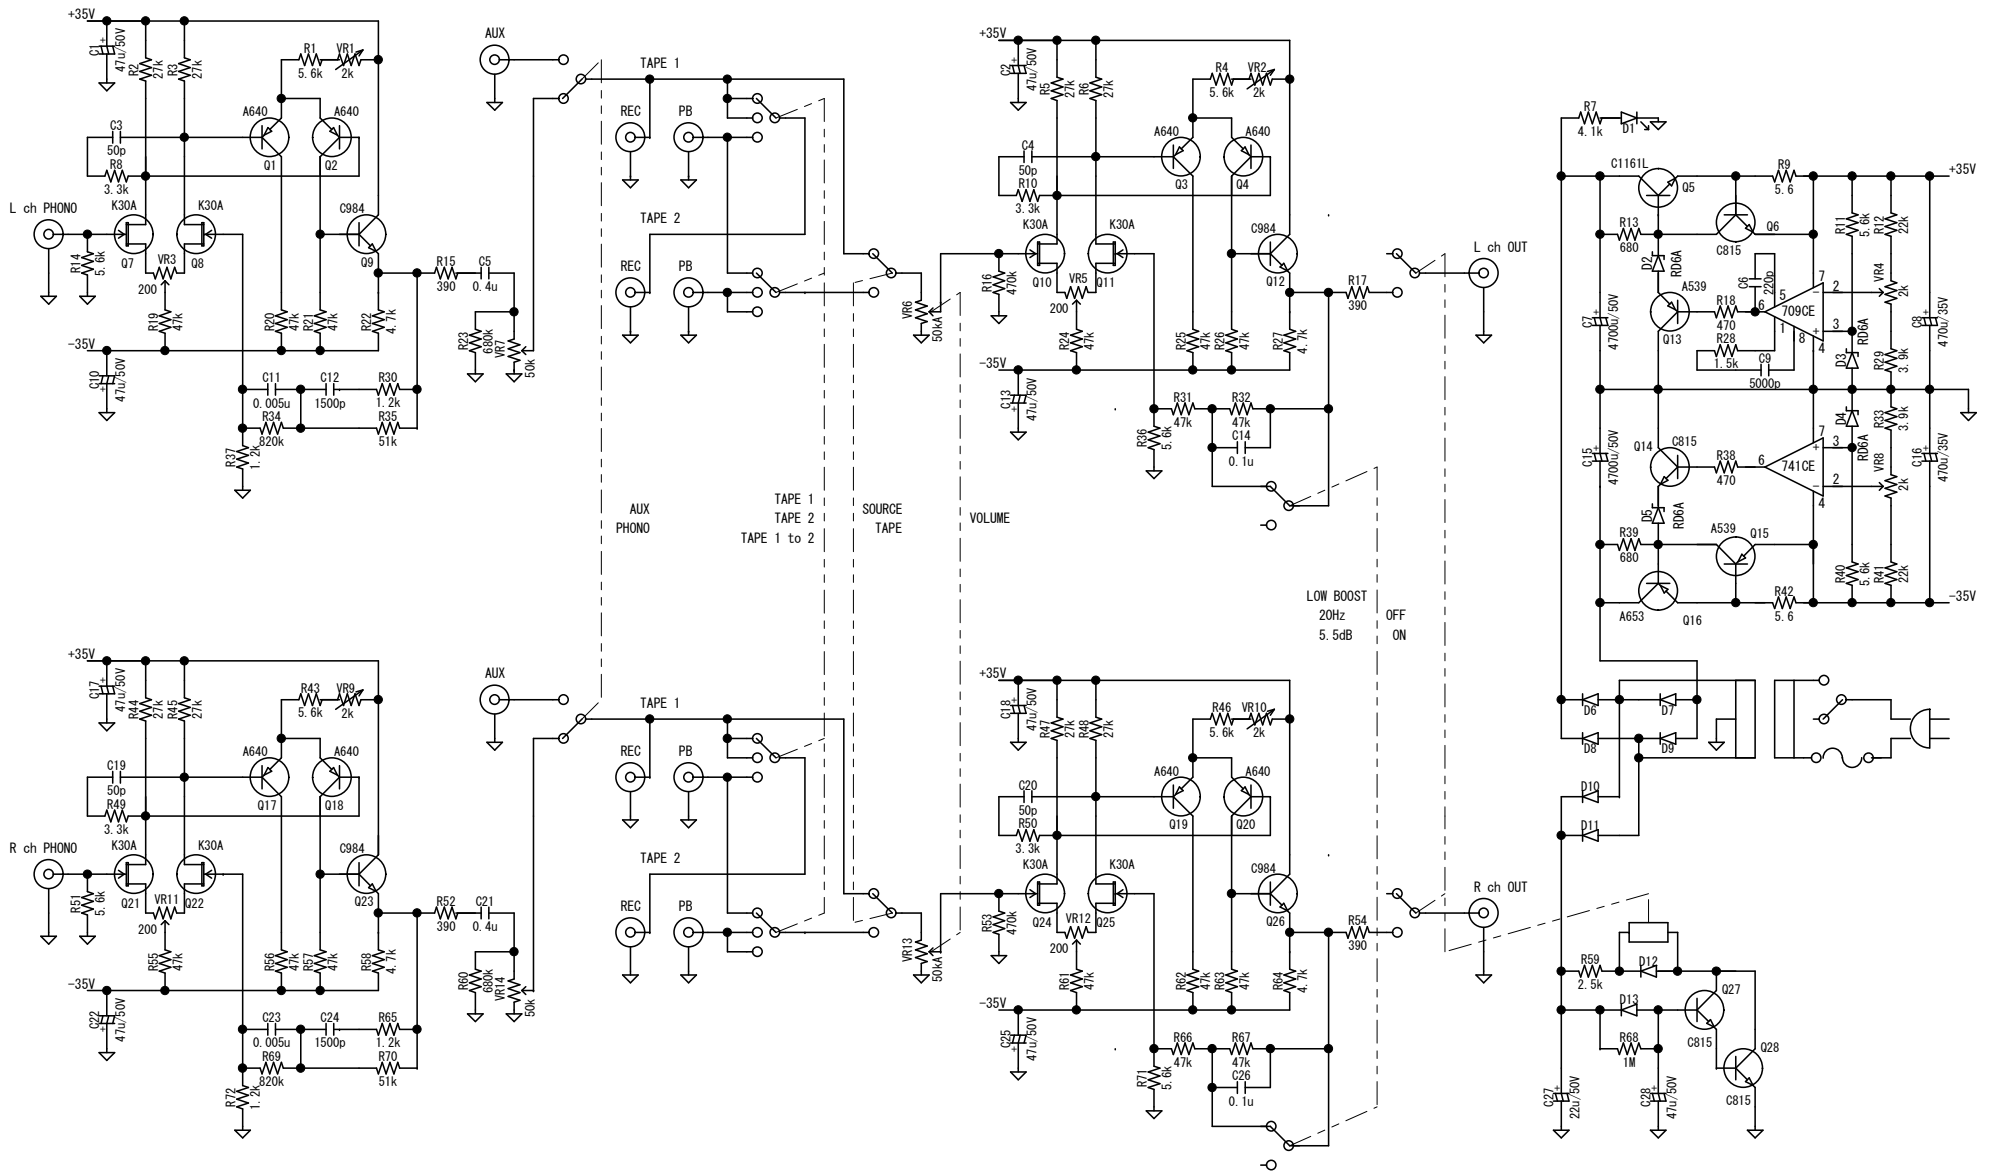 +35V
C1
47u/50V
R2
27k
R3
27k
R1
5.6k
VR1
2k
A640
A640
C3
50p
R8
3.3k
Q1
Q2
L ch PHONO
K30A
K30A
C984
R14
5.6k
Q7
VR3
200
Q8
Q9
R15
390
C5
0.4u
R19
47k
R20
47k
R21
47k
R22
4.7k
R23
680k
VR7
50k
-35V
C10
47u/50V
C11
0.005u
C12
1500p
R30
1.2k
R34
820k
R35
51k
R37
1.2k
AUX
TAPE 1
REC
PB
TAPE 2
REC
PB
AUX
PHONO
TAPE 1
TAPE 2
TAPE 1 to 2
SOURCE
TAPE
VOLUME
VR6
50kA
+35V
C2
47u/50V
R5
27k
R6
27k
R4
5.6k
VR2
2k
A640
A640
C4
50p
R10
3.3k
Q3
Q4
K30A
K30A
C984
R16
470k
Q10
VR5
200
Q11
Q12
R17
390
L ch OUT
R24
47k
R25
47k
R26
47k
R27
4.7k
-35V
C13
47u/50V
R31
47k
R32
47k
R36
5.6k
C14
0.1u
LOW BOOST
20Hz
5.5dB
OFF
ON
R7
4.1k
D1
C1161L
Q5
R9
5.6
+35V
R13
680
C815
Q6
R11
5.6k
R12
22k
D2
RD6A
A539
Q13
R18
470
C6
220p
5
6
7
709CE
2
3
1
8
4
VR4
2k
RD6A
D3
R29
3.9k
R28
1.5k
C9
5000p
C7
4700u/50V
C8
470u/35V
C15
4700u/50V
C16
470u/35V
Q14
C815
R38
470
6
741CE
7
3
2
4
D4
RD6A
R33
3.9k
VR8
2k
D5
RD6A
R39
680
A539
Q15
R40
5.6k
R41
22k
A653
Q16
R42
5.6
-35V
D6
D7
D8
D9
D10
D11
+35V
C17
47u/50V
R44
27k
R45
27k
R43
5.6k
VR9
2k
A640
A640
C19
50p
R49
3.3k
Q17
Q18
R ch PHONO
K30A
K30A
C984
R51
5.6k
Q21
VR11
200
Q22
Q23
R52
390
C21
0.4u
R55
47k
R56
47k
R57
47k
R58
4.7k
R60
680k
VR14
50k
-35V
C22
47u/50V
C23
0.005u
C24
1500p
R65
1.2k
R69
820k
R70
51k
R72
1.2k
AUX
TAPE 1
REC
PB
TAPE 2
REC
PB
VR13
50kA
+35V
C18
47u/50V
R47
27k
R48
27k
R46
5.6k
VR10
2k
A640
A640
C20
50p
R50
3.3k
Q19
Q20
K30A
K30A
C984
R53
470k
Q24
VR12
200
Q25
Q26
R54
390
R ch OUT
R61
47k
R62
47k
R63
47k
R64
4.7k
-35V
C25
47u/50V
R66
47k
R67
47k
R71
5.6k
C26
0.1u
R59
2.5k
D12
D13
Q27
R68
1M
C815
Q28
C27
22u/50V
C28
47u/50V
C815